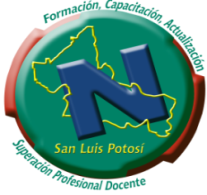 Formación, Capacitación, Actualización
N
San Luis Potosí
Superación Profesional Docente